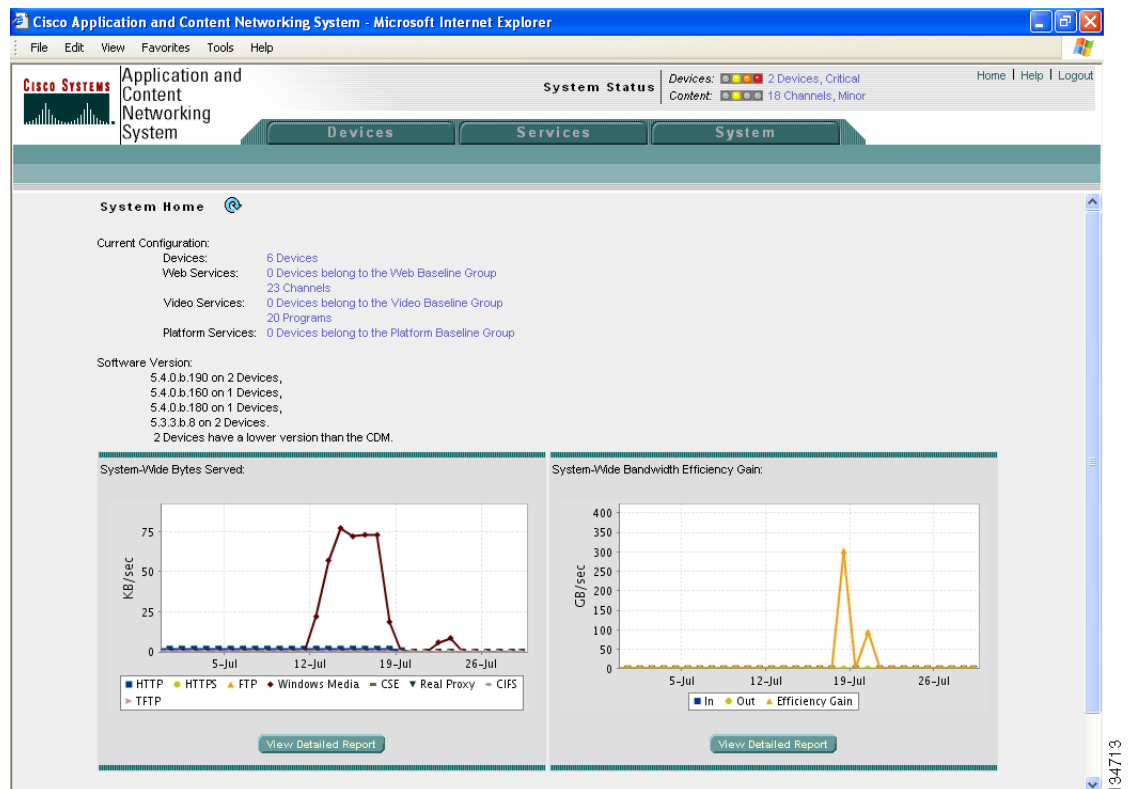 Cisco Application and Content Networking System - Microsoft Internet Explorer
File Edit View Favorites Tools Help
CISCO SYSTEMS
Application and
Content
Networking
System
System Status
Devices: 2 Devices, Critical
Content: 18 Channels, Minor
Home | Help | Logout
Devices Services System
System Home
Current Configuration:
Devices: 6 Devices
Web Services: 0 Devices belong to the Web Baseline Group
23 Channels
Video Services: 0 Devices belong to the Video Baseline Group
20 Programs
Platform Services: 0 Devices belong to the Platform Baseline Group
Software Version:
5.4.0.b.190 on 2 Devices,
5.4.0.b.160 on 1 Devices,
5.4.0.b.180 on 1 Devices,
5.3.3.b.8 on 2 Devices.
2 Devices have a lower version than the CDM.
System-Wide Bytes Served:
75
50
25
0
KB/sec
5-Jul 12-Jul 19-Jul 26-Jul
HTTP HTTPS FTP Windows Media CSE Real Proxy CIFS
TFTP
View Detailed Report
System-Wide Bandwidth Efficiency Gain:
400
350
300
250
200
150
100
50
0
GB/sec
5-Jul 12-Jul 19-Jul 26-Jul
In Out Efficiency Gain
View Detailed Report
134713